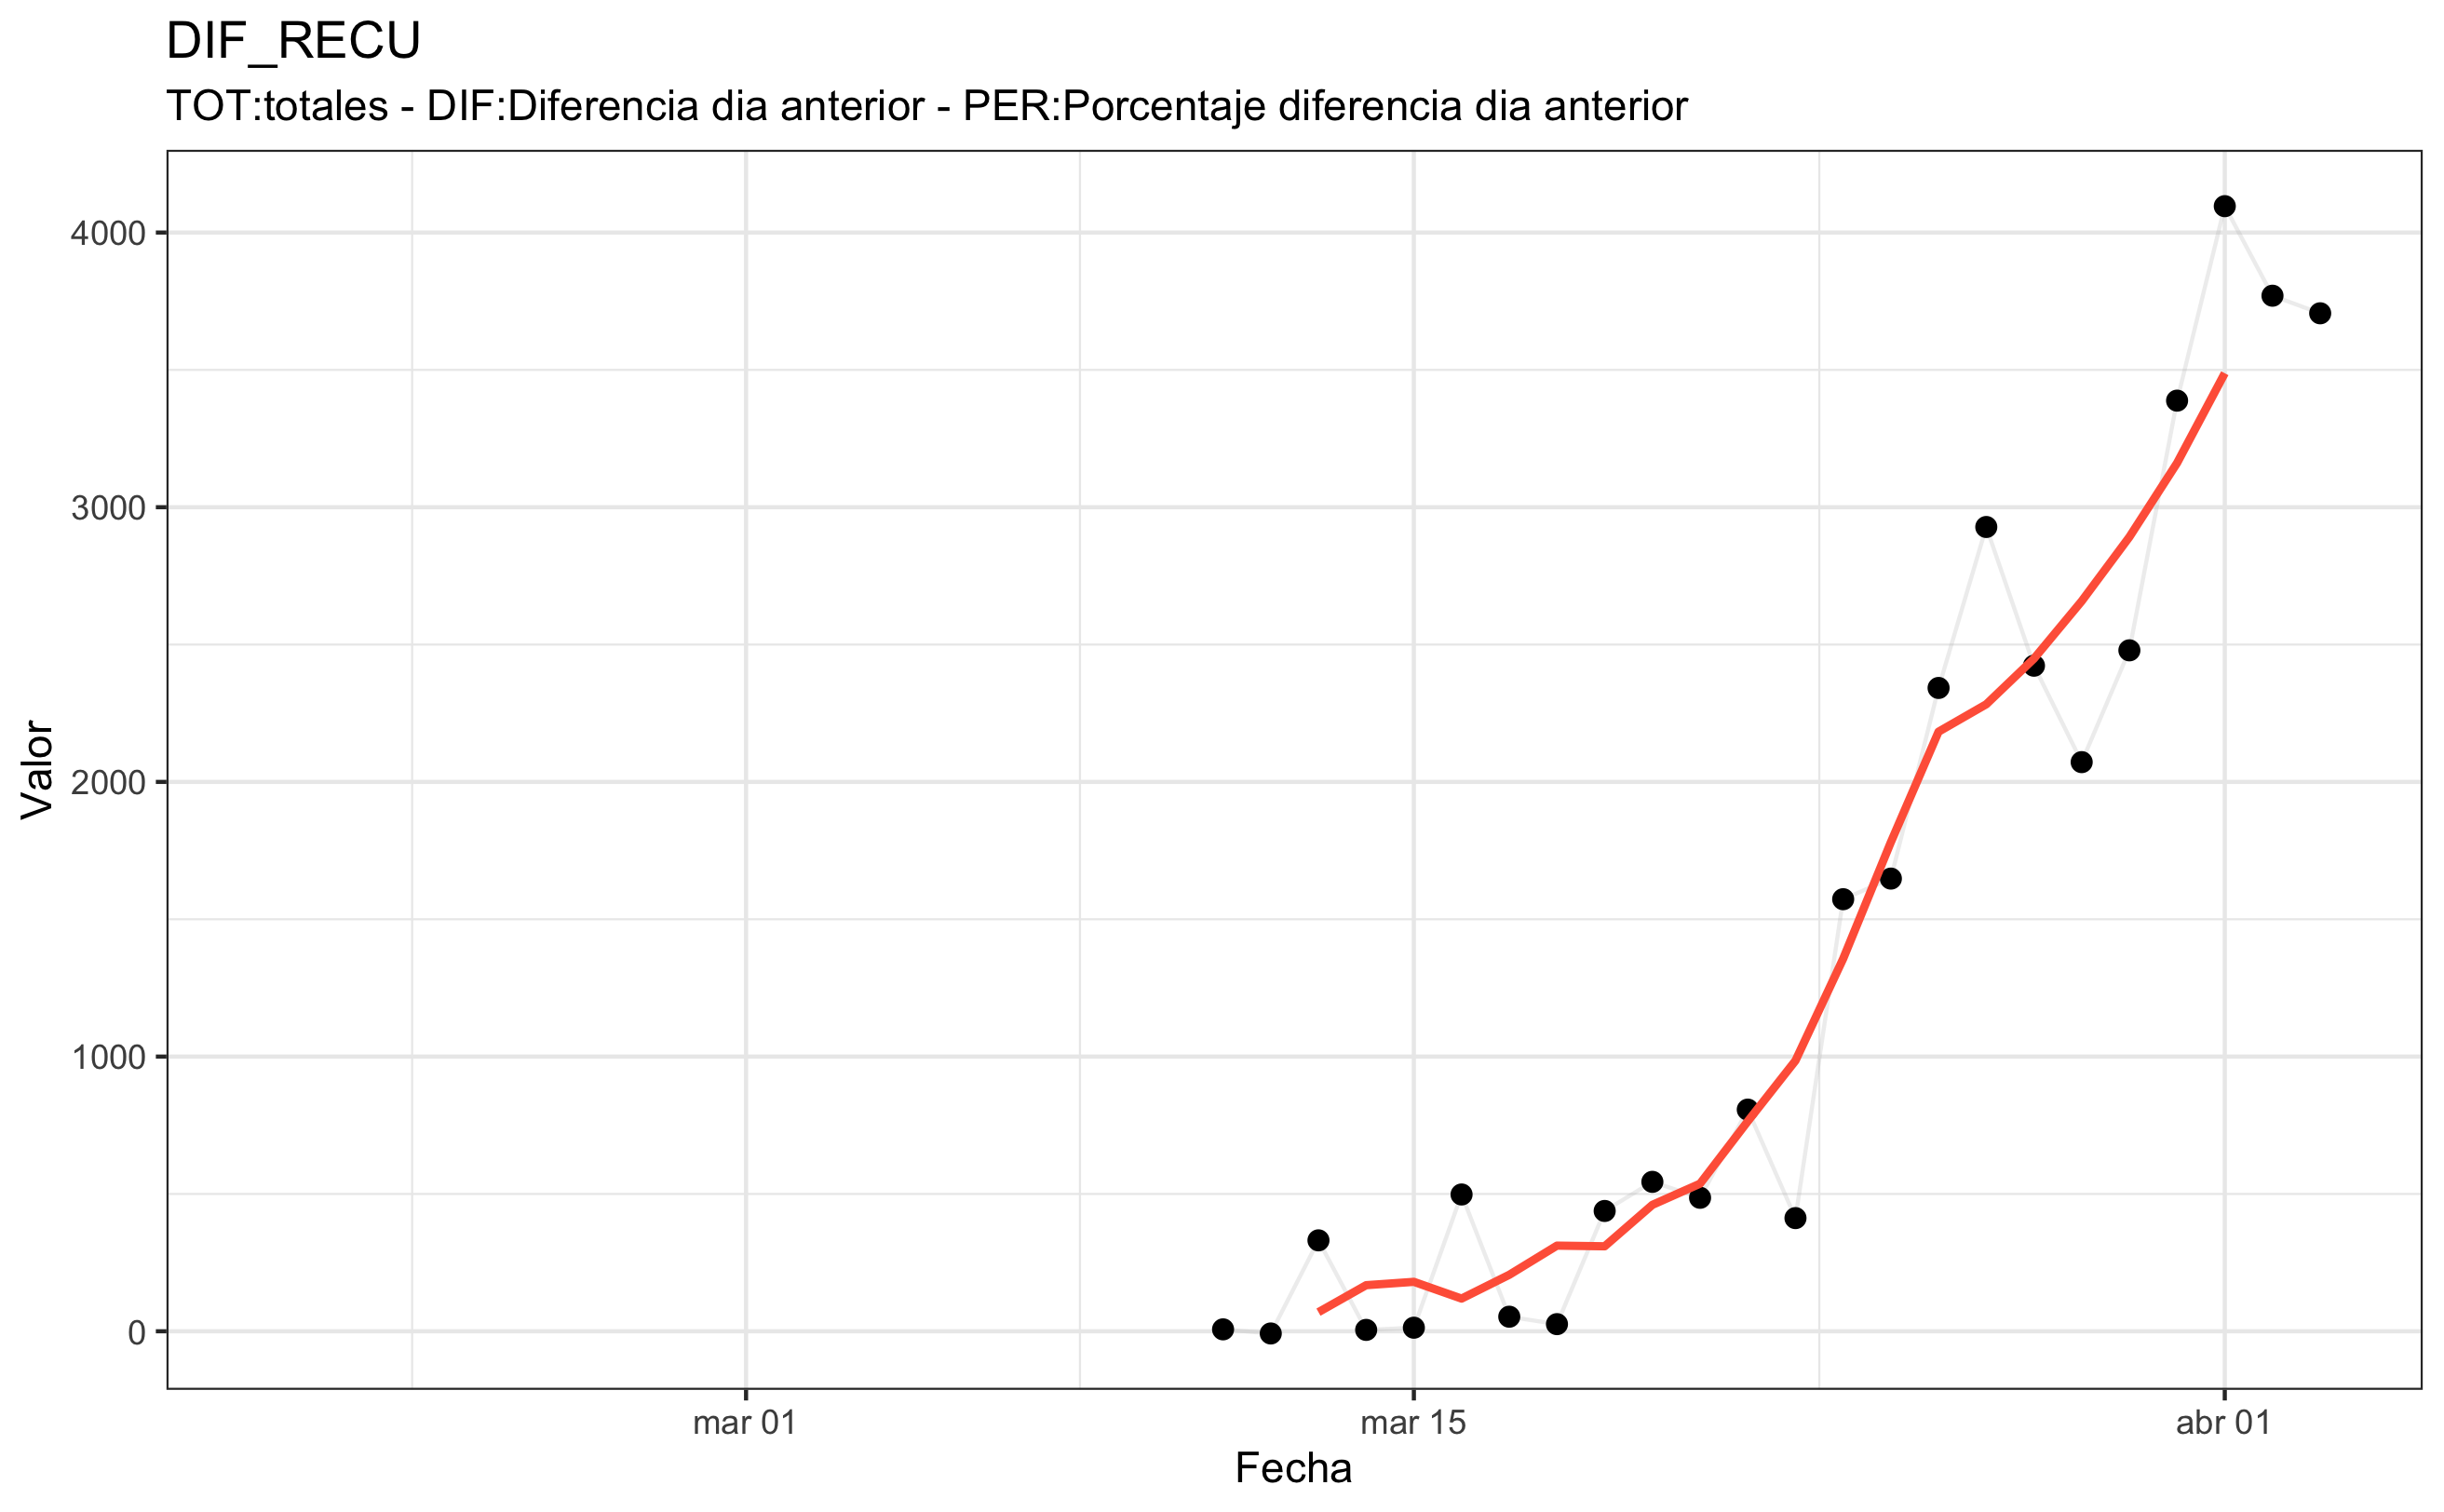 DIF_RECU
TOT:totales - DIF:Diferencia dia anterior - PER:Porcentaje diferencia dia anterior
4000
3000
2000
1000
0
Valor
mar 01
mar 15
abr 01
Fecha